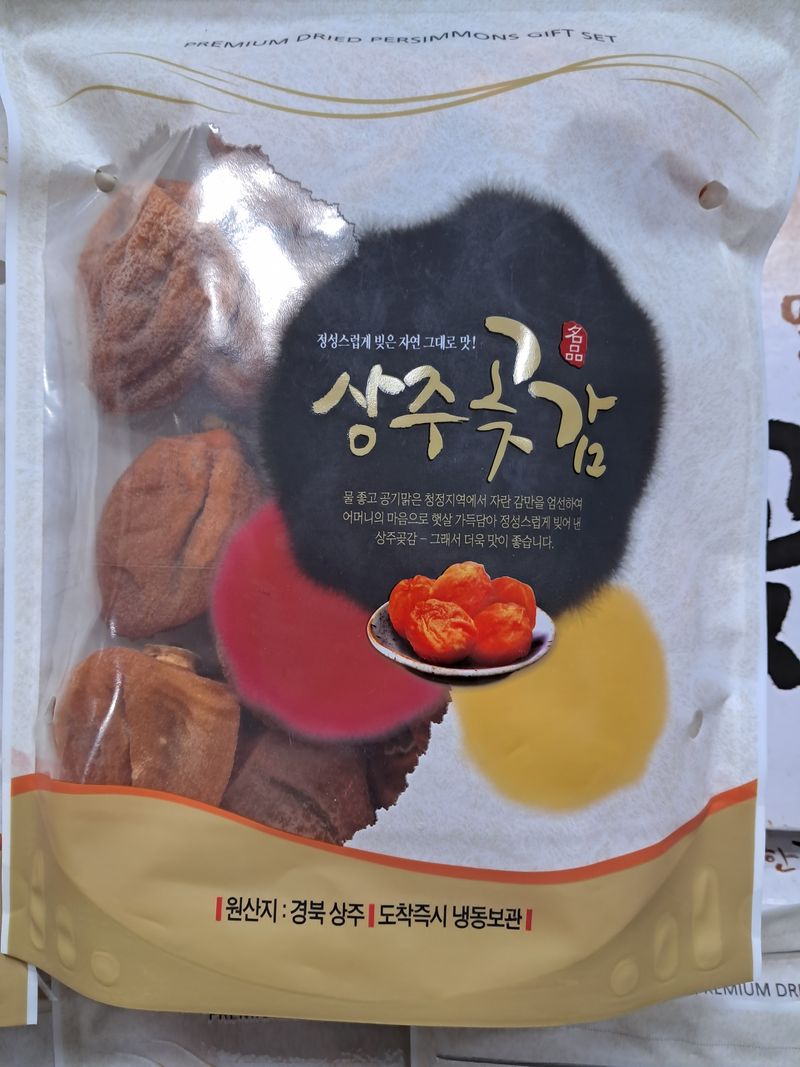 PREMIUM DRIED PERSIMMONS GIFT SET
정성스럽게 빚은 자연 그대로 맛!
名品
상주곶감
물 좋고 공기맑은 청정지역에서 자란 감만을 엄선하여
어머니의 마음으로 햇살 가득담아 정성스럽게 빚어 낸
상주곶감 – 그래서 더욱 맛이 좋습니다.
원산지 : 경북 상주 | 도착즉시 냉동보관
PREMIUM DRI